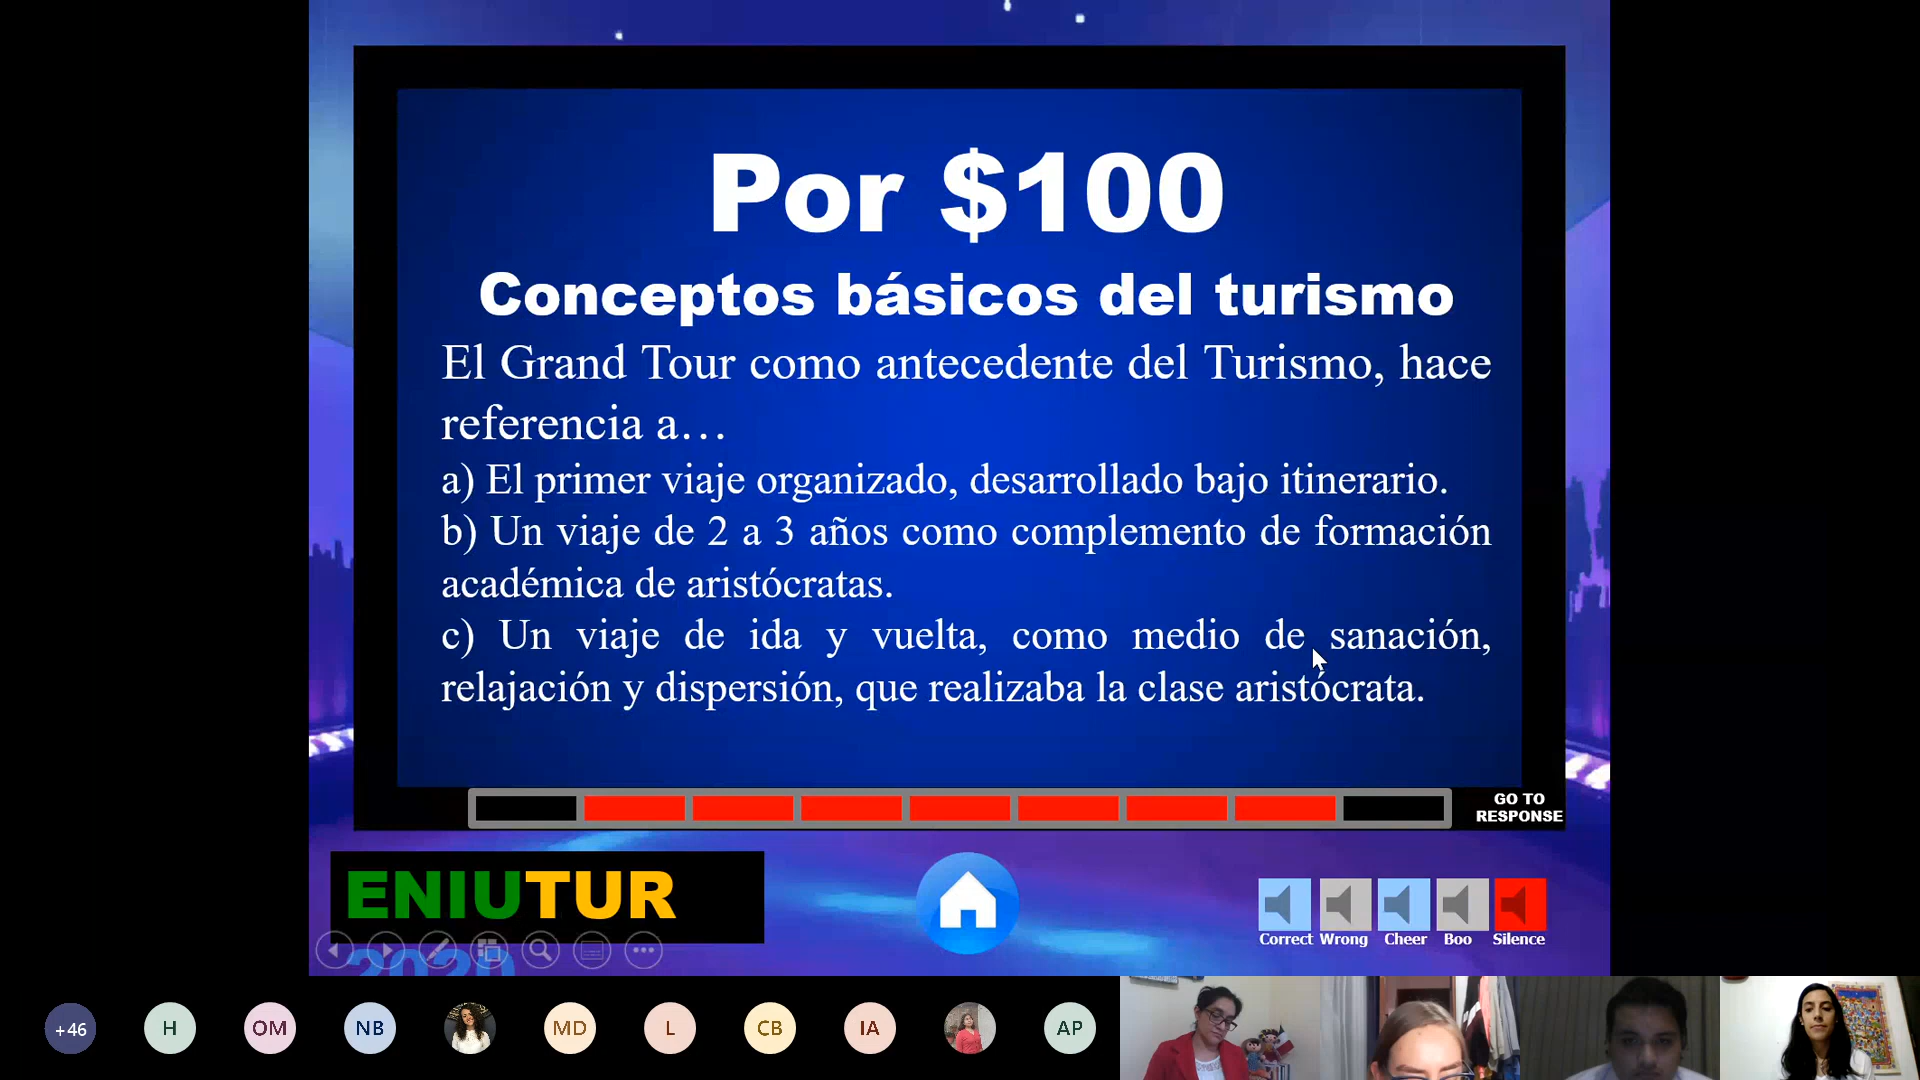 Por $100
Conceptos básicos del turismo
El Grand Tour como antecedente del Turismo, hace
referencia a…
a) El primer viaje organizado, desarrollado bajo itinerario.
b) Un viaje de 2 a 3 años como complemento de formación
académica de aristócratas.
c) Un viaje de ida y vuelta, como medio de sanación,
relajación y dispersión, que realizaba la clase aristócrata.
GO TO
RESPONSE
ENIUTUR
2020
Correct Wrong Cheer Boo Silence
+46 H OM NB MD L CB IA AP